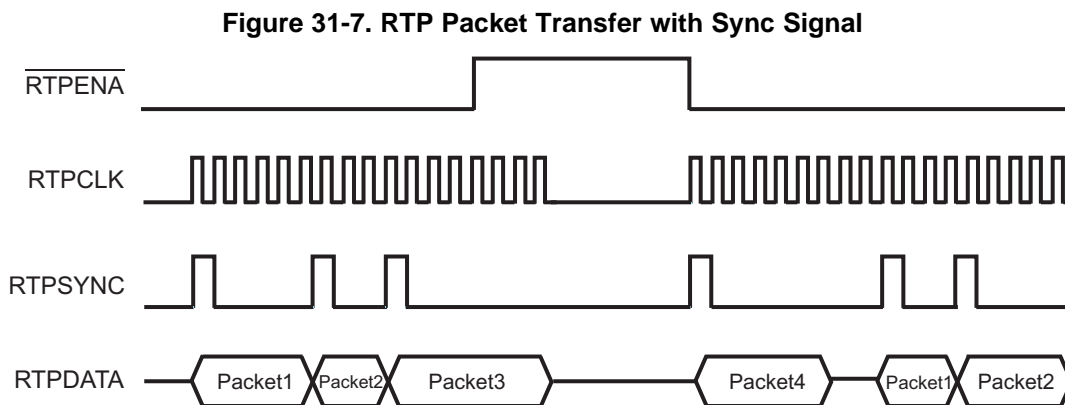 Figure 31-7. RTP Packet Transfer with Sync Signal
RTPENA
RTPCLK
RTPSYNC
RTPDATA Packet1 Packet2 Packet3 Packet4 Packet1 Packet2